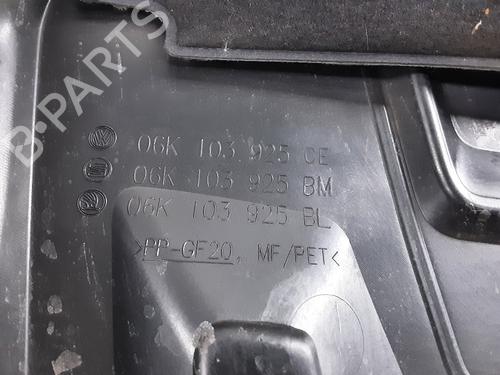 B-PARTS
06K 103 925 CE
06K 103 925 BM
06K 103 925 BL
>PP-GF20, MF/PET<